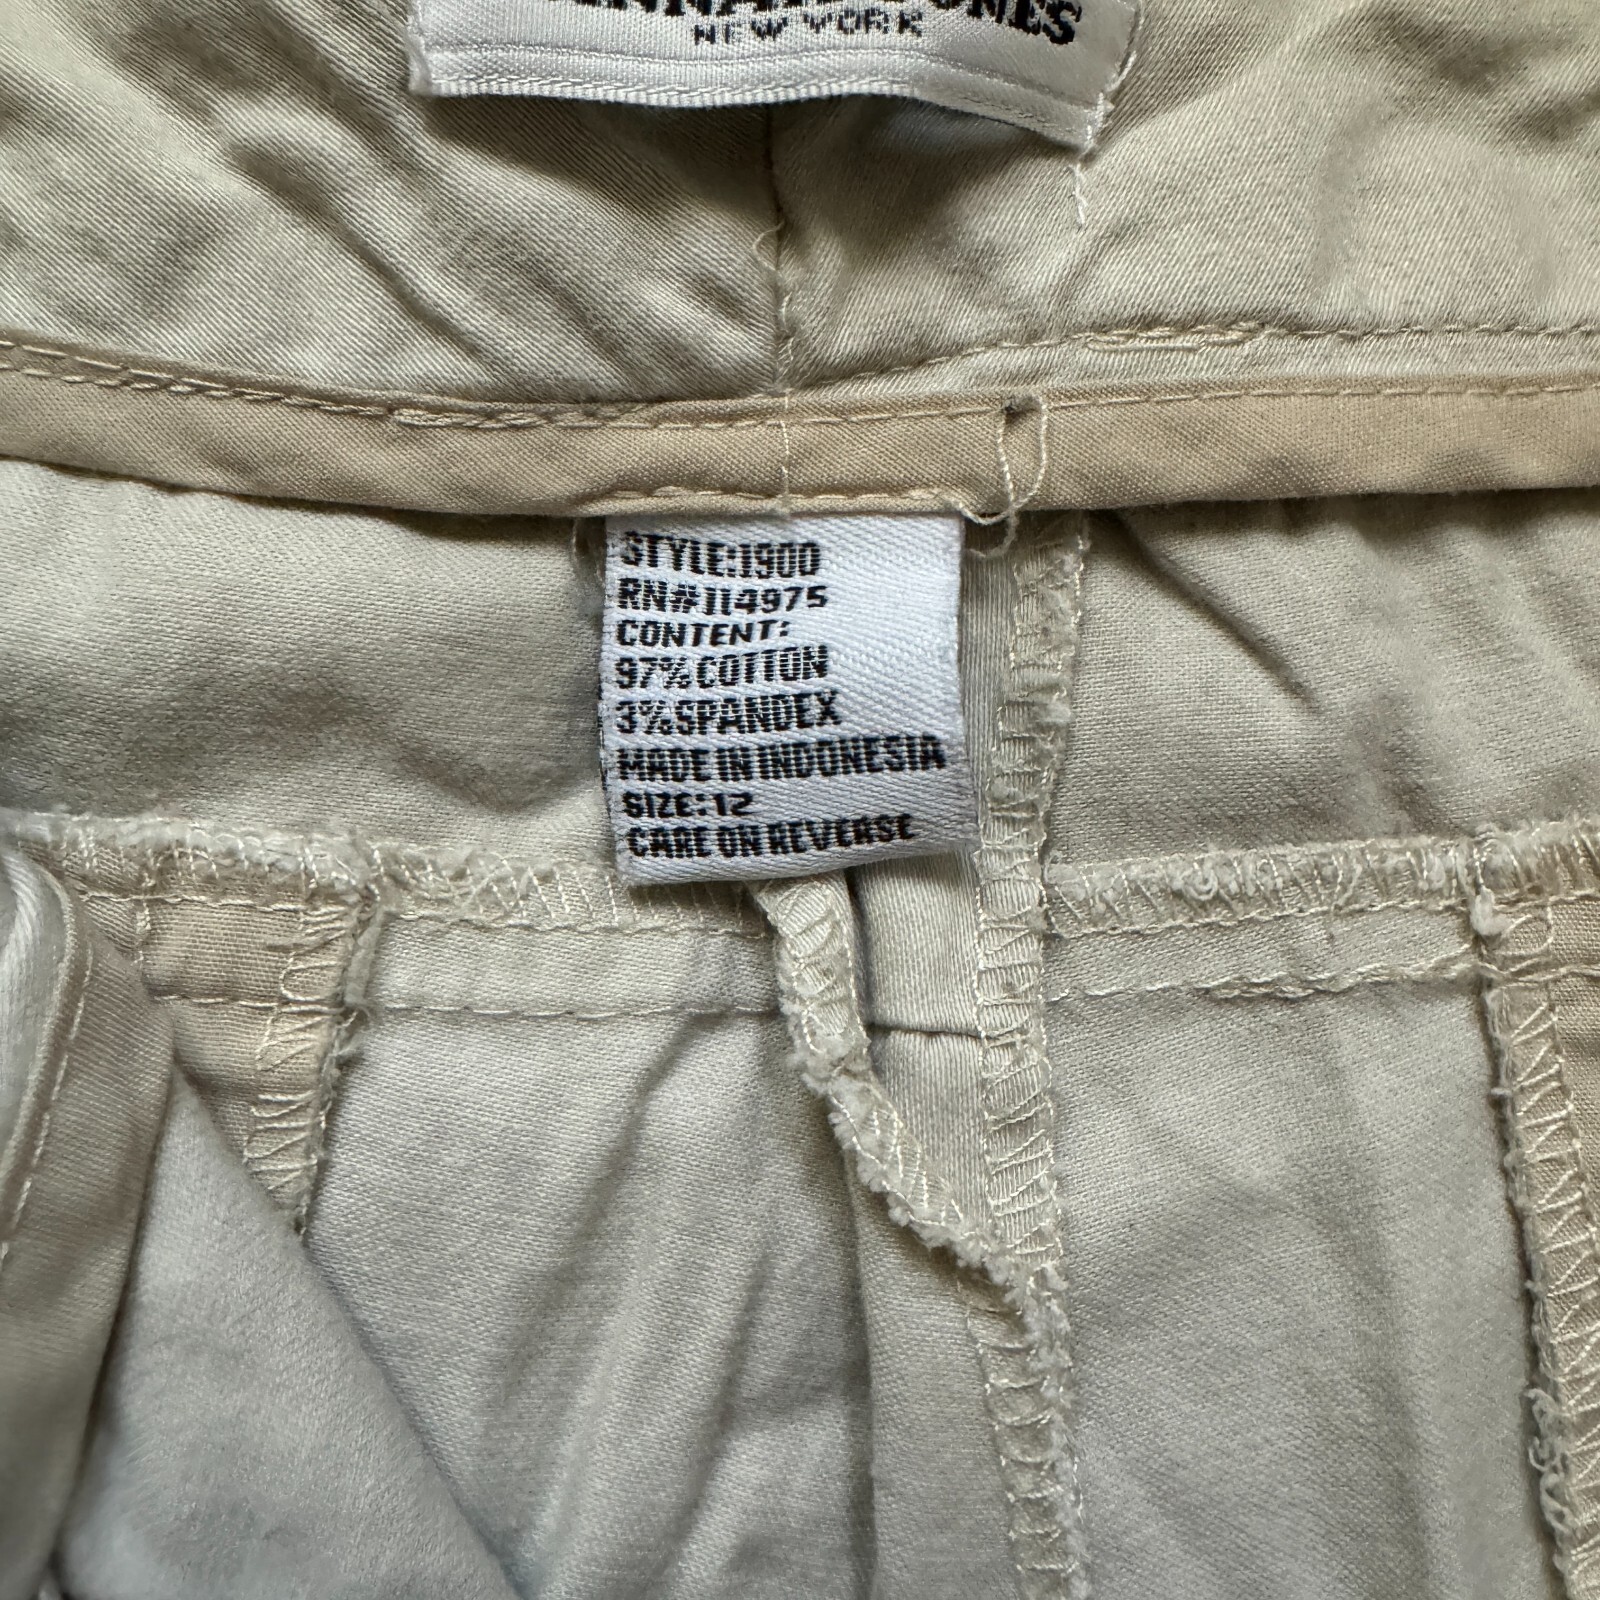 NEW YORK
STYLE:1900
RN#114975
CONTENT:
97%COTTON
3%SPANDEX
MADE IN INDONESIA
SIZE:12
CARE ON REVERSE